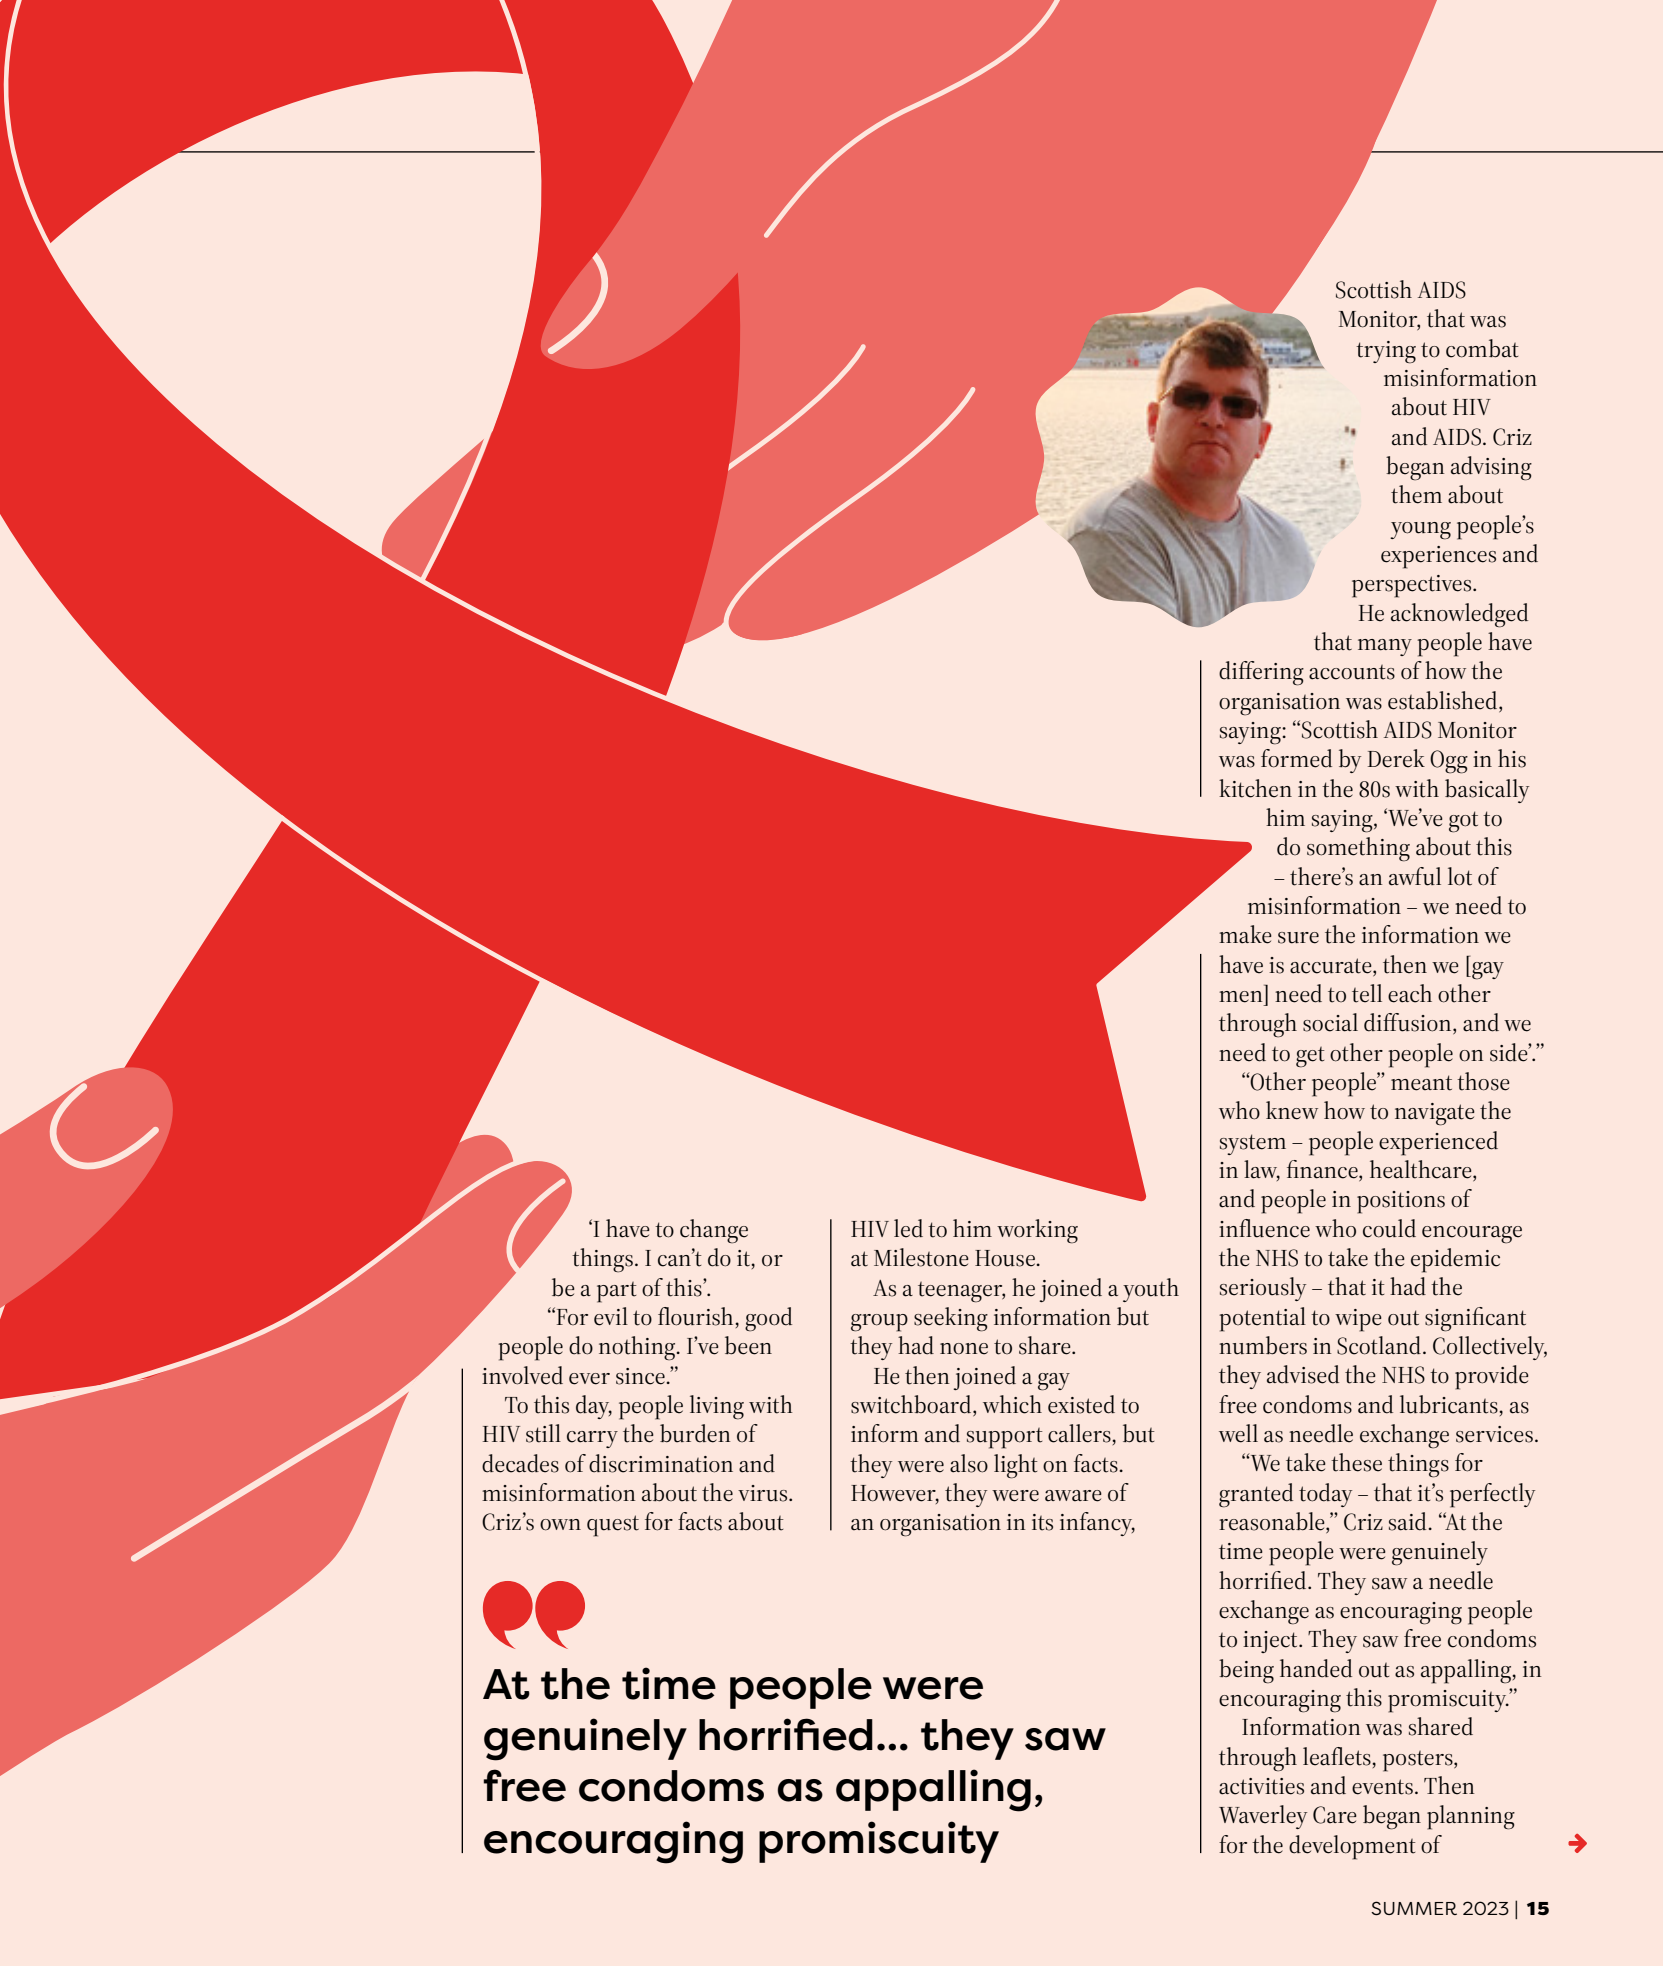 ‘I have to change
things. I can’t do it, or
be a part of this’.
“For evil to flourish, good
people do nothing. I’ve been
involved ever since.”
To this day, people living with
HIV still carry the burden of
decades of discrimination and
misinformation about the virus.
Criz’s own quest for facts about
HIV led to him working
at Milestone House.
As a teenager, he joined a youth
group seeking information but
they had none to share.
He then joined a gay
switchboard, which existed to
inform and support callers, but
they were also light on facts.
However, they were aware of
an organisation in its infancy,
Scottish AIDS
Monitor, that was
trying to combat
misinformation
about HIV
and AIDS. Criz
began advising
them about
young people’s
experiences and
perspectives.
He acknowledged
that many people have
differing accounts of how the
organisation was established,
saying: “Scottish AIDS Monitor
was formed by Derek Ogg in his
kitchen in the 80s with basically
him saying, ‘We’ve got to
do something about this
– there’s an awful lot of
misinformation – we need to
make sure the information we
have is accurate, then we [gay
men] need to tell each other
through social diffusion, and we
need to get other people on side’.”
“Other people” meant those
who knew how to navigate the
system – people experienced
in law, finance, healthcare,
and people in positions of
influence who could encourage
the NHS to take the epidemic
seriously – that it had the
potential to wipe out significant
numbers in Scotland. Collectively,
they advised the NHS to provide
free condoms and lubricants, as
well as needle exchange services.
“We take these things for
granted today – that it’s perfectly
reasonable,” Criz said. “At the
time people were genuinely
horrified. They saw a needle
exchange as encouraging people
to inject. They saw free condoms
being handed out as appalling, in
encouraging this promiscuity.”
Information was shared
through leaflets, posters,
activities and events. Then
Waverley Care began planning
for the development of
At the time people were
genuinely horrified... they saw
free condoms as appalling,
encouraging promiscuity
SUMMER 2023 | 15